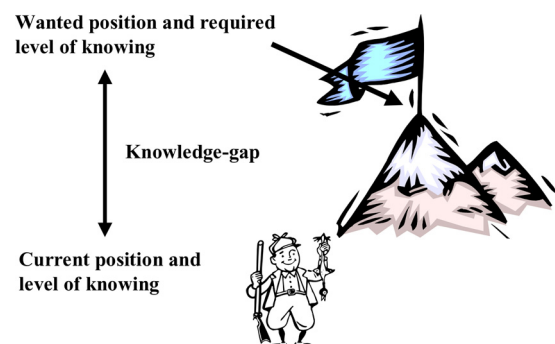 Wanted position and required
level of knowing
Knowledge-gap
Current position and
level of knowing